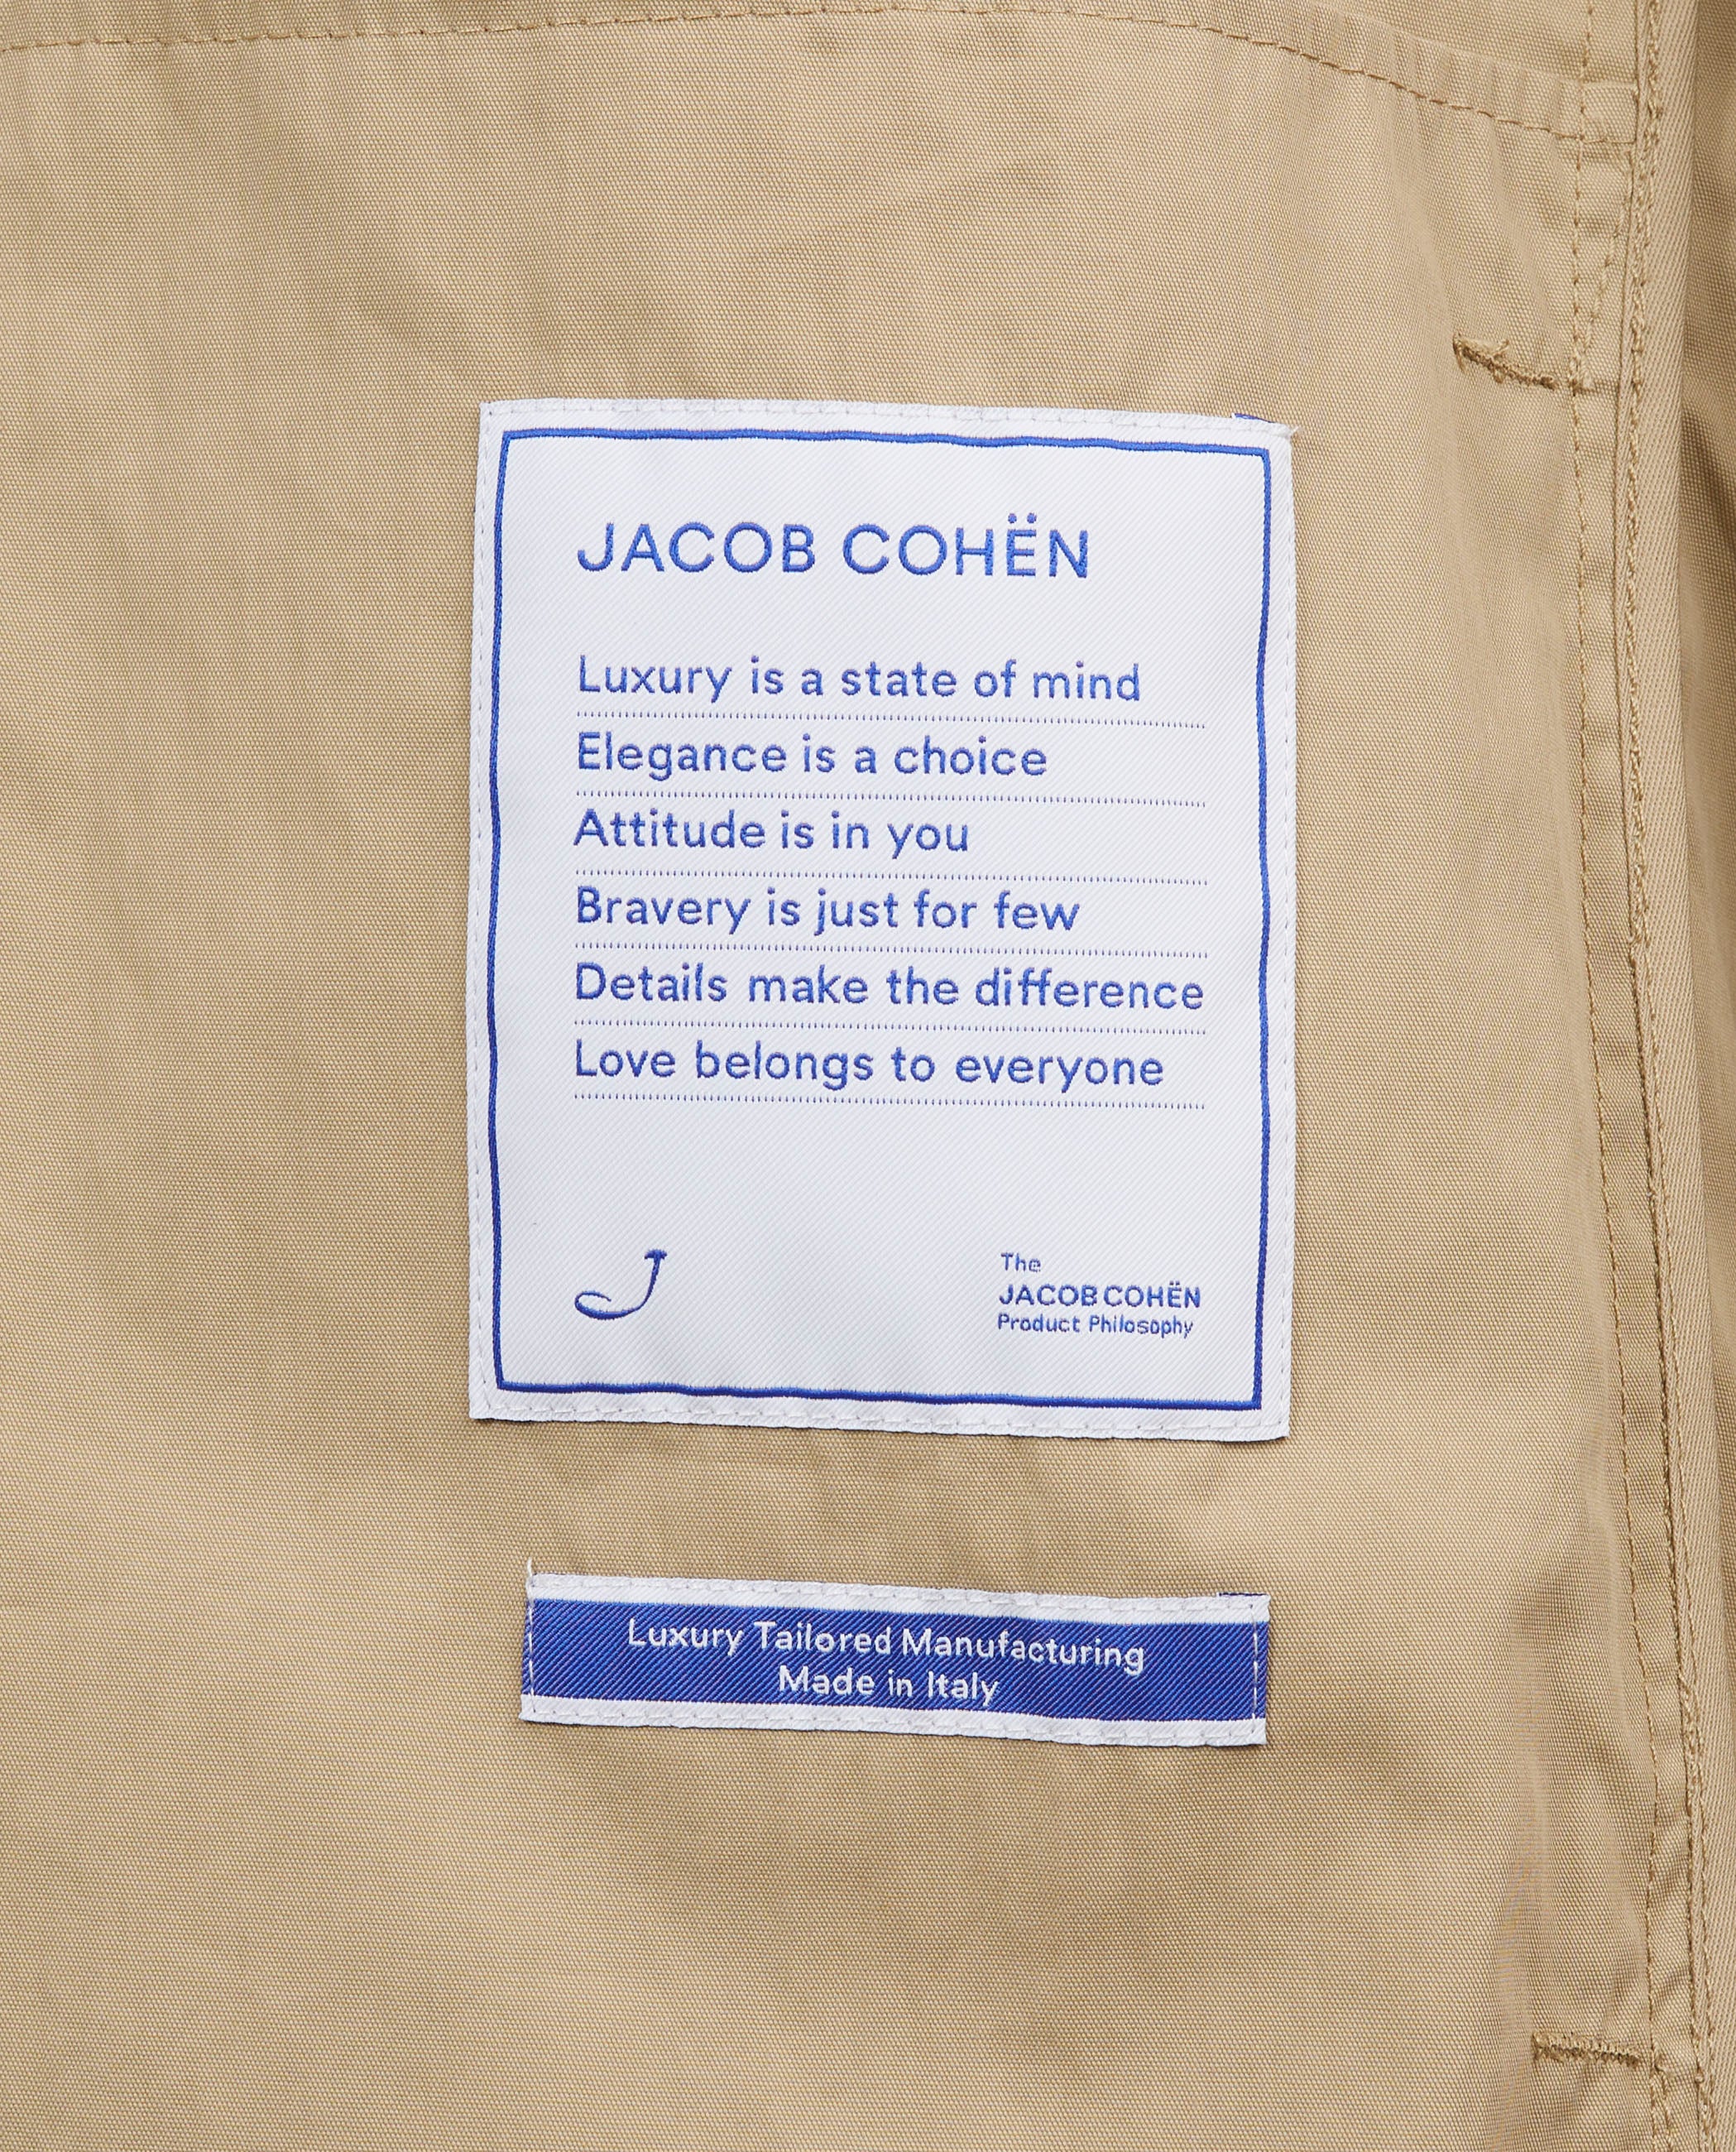 JACOB COHËN
Luxury is a state of mind
Elegance is a choice
Attitude is in you
Bravery is just for few
Details make the difference
Love belongs to everyone
J
The
JACOB COHËN
Product Philosophy
Luxury Tailored Manufacturing
Made in Italy